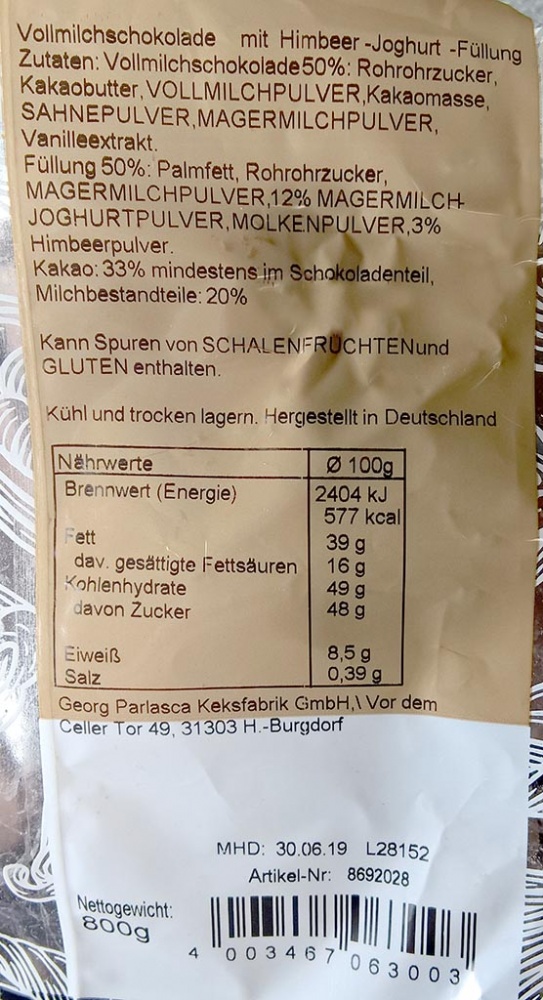 Vollmilchschokolade mit Himbeer -Joghurt -Füllung
Zutaten: Vollmilchschokolade50%: Rohrohrzucker,
Kakaobutter,VOLLMILCHPULVER,Kakaomasse,
SAHNEPULVER,MAGERMILCHPULVER,
Vanilleextrakt.
Füllung 50%: Palmfett, Rohrohrzucker,
MAGERMILCHPULVER,12% MAGERMILCH-
JOGHURTPULVER,MOLKENPULVER,3%
Himbeerpulver.
Kakao: 33% mindestens im Schokoladenteil,
Milchbestandteile: 20%
Kann Spuren von SCHALENFRÜCHTENund
GLUTEN enthalten.
Kühl und trocken lagern. Hergestellt in Deutschland
Nährwerte Ø 100g
Brennwert (Energie) 2404 kJ
577 kcal
Fett 39 g
dav. gesättigte Fettsäuren 16 g
Kohlenhydrate 49 g
davon Zucker 48 g
Eiweiß 8,5 g
Salz 0,39 g
Georg Parlasca Keksfabrik GmbH,\ Vor dem
Celler Tor 49, 31303 H.-Burgdorf
MHD: 30.06.19 L28152
Artikel-Nr: 8692028
Nettogewicht:
800g
4 003467 063003